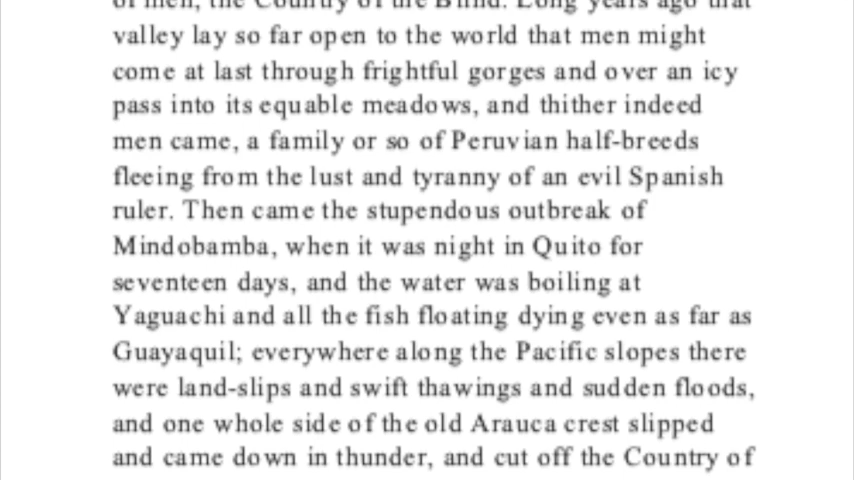 of men, the Country of the Blind. Long years ago that
valley lay so far open to the world that men might
come at last through frightful gorges and over an icy
pass into its equable meadows, and thither indeed
men came, a family or so of Peruvian half-breeds
fleeing from the lust and tyranny of an evil Spanish
ruler. Then came the stupendous outbreak of
Mindobamba, when it was night in Quito for
seventeen days, and the water was boiling at
Yaguachi and all the fish floating dying even as far as
Guayaquil; everywhere along the Pacific slopes there
were land-slips and swift thawings and sudden floods,
and one whole side of the old Arauca crest slipped
and came down in thunder, and cut off the Country of